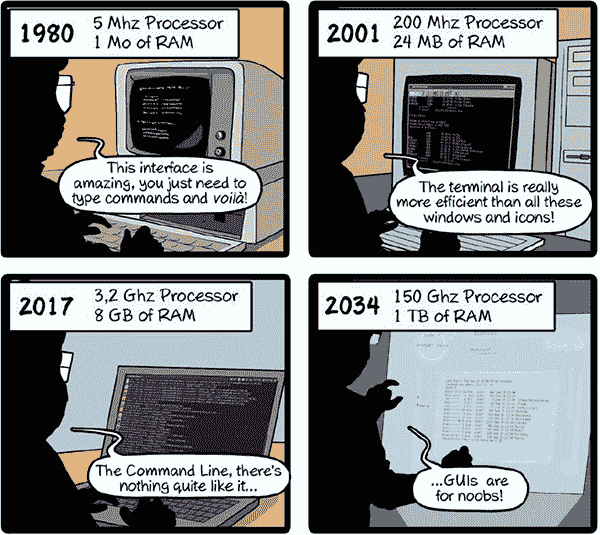 1980
5 Mhz Processor
1 Mo of RAM
This interface is
amazing, you just need to
type commands and voilà!
2001
200 Mhz Processor
24 MB of RAM
The terminal is really
more efficient than all these
windows and icons!
2017
3,2 Ghz Processor
8 GB of RAM
The Command Line, there's
nothing quite like it...
2034
150 Ghz Processor
1 TB of RAM
...GUIs are
for noobs!